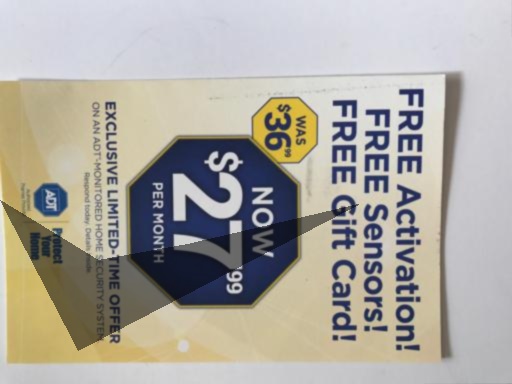 FREE Activation!
FREE Sensors!
FREE Gift Card!
WAS
$36.99
NOW
$27.99
PER MONTH
EXCLUSIVE LIMITED-TIME OFFER
ON AN ADT-MONITORED HOME SECURITY SYSTEM
Respond today. Details inside.
ADT
Protect
Your
Home